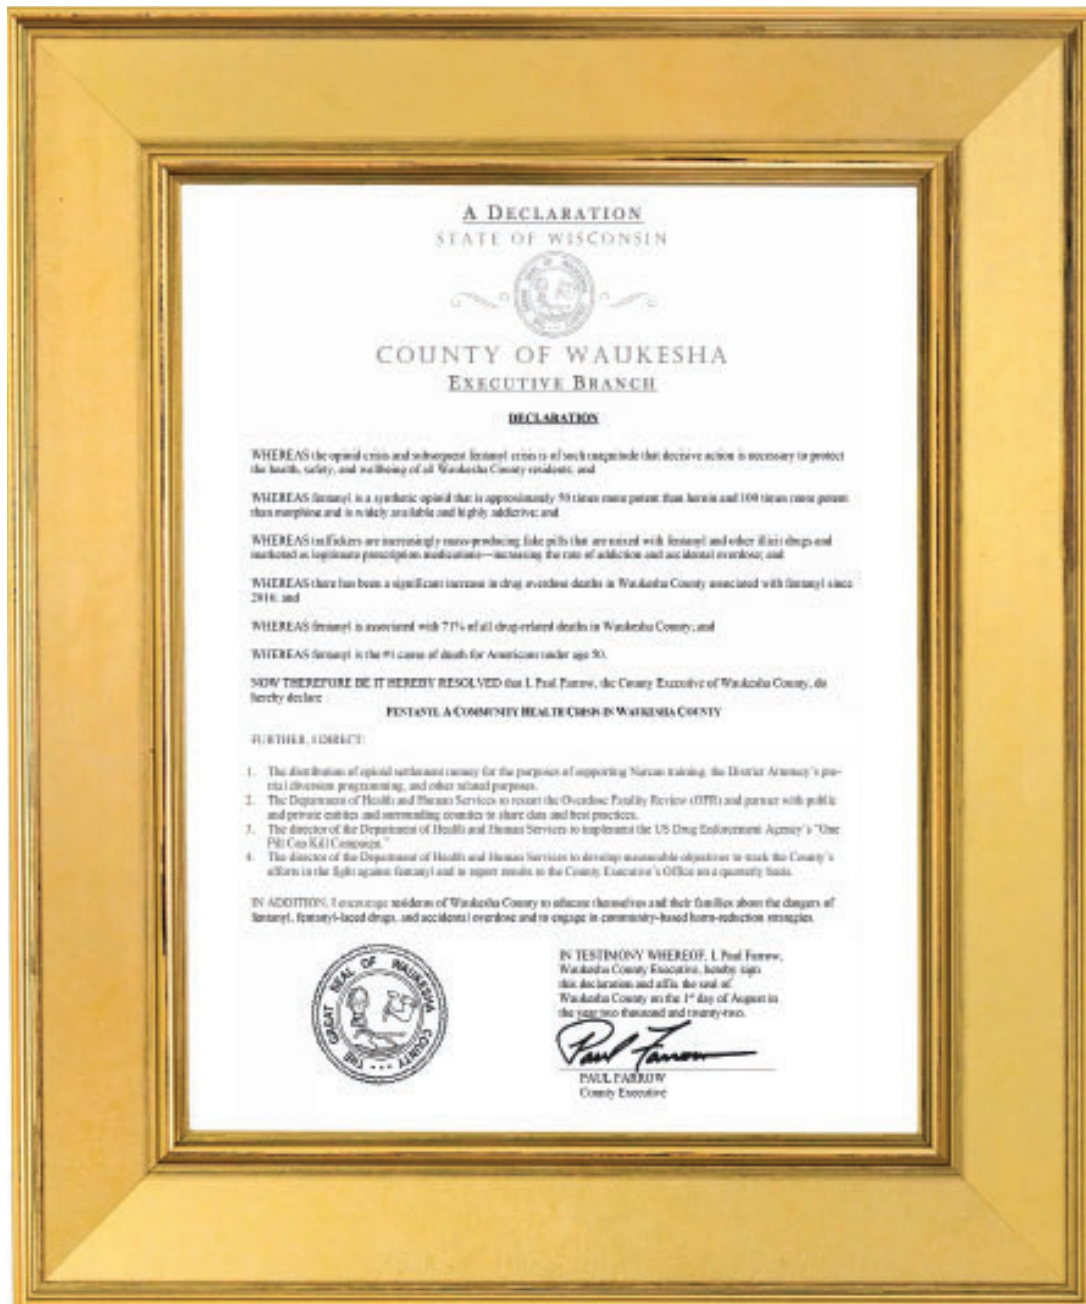 A DECLARATION
STATE OF WISCONSIN
COUNTY OF WAUKESHA
EXECUTIVE BRANCH
DECLARATION
WHEREAS the opioid crisis and subsequent fentanyl crisis is of such magnitude that decisive action is necessary to protect
the health, safety, and wellbeing of all Waukesha County residents; and
WHEREAS fentanyl is a synthetic opioid that is approximately 50 times more potent than heroin and 100 times more potent
than morphine and is widely available and highly addictive; and
WHEREAS traffickers are increasingly mass-producing fake pills that are mixed with fentanyl and other illicit drugs and
marketed as legitimate prescription medications—increasing the rate of addiction and accidental overdose; and
WHEREAS there has been a significant increase in drug overdose deaths in Waukesha County associated with fentanyl since
2016; and
WHEREAS fentanyl is associated with 71% of all drug-related deaths in Waukesha County; and
WHEREAS fentanyl is the #1 cause of death for Americans under age 50.
NOW THEREFORE BE IT HEREBY RESOLVED that I, Paul Farrow, the County Executive of Waukesha County, do
hereby declare
FENTANYL A COMMUNITY HEALTH CRISIS IN WAUKESHA COUNTY
FURTHER, I DIRECT:
1. The distribution of opioid settlement money for the purposes of supporting Narcan training, the District Attorney's pre-
trial diversion programming, and other related purposes.
2. The Department of Health and Human Services to restart the Overdose Fatality Review (OFR) and partner with public
and private entities and surrounding counties to share data and best practices.
3. The director of the Department of Health and Human Services to implement the US Drug Enforcement Agency's "One
Pill Can Kill Campaign."
4. The director of the Department of Health and Human Services to develop measurable objectives to track the County's
efforts in the fight against fentanyl and to report results to the County Executive's Office on a quarterly basis.
IN ADDITION, I encourage residents of Waukesha County to educate themselves and their families about the dangers of
fentanyl, fentanyl-laced drugs, and accidental overdose and to engage in community-based harm-reduction strategies.
THE GREAT SEAL OF WAUKESHA COUNTY
IN TESTIMONY WHEREOF, I, Paul Farrow,
Waukesha County Executive, hereby sign
this declaration and affix the seal of
Waukesha County on the 1st day of August in
the year two thousand and twenty-two.
Paul Farrow
PAUL FARROW
County Executive